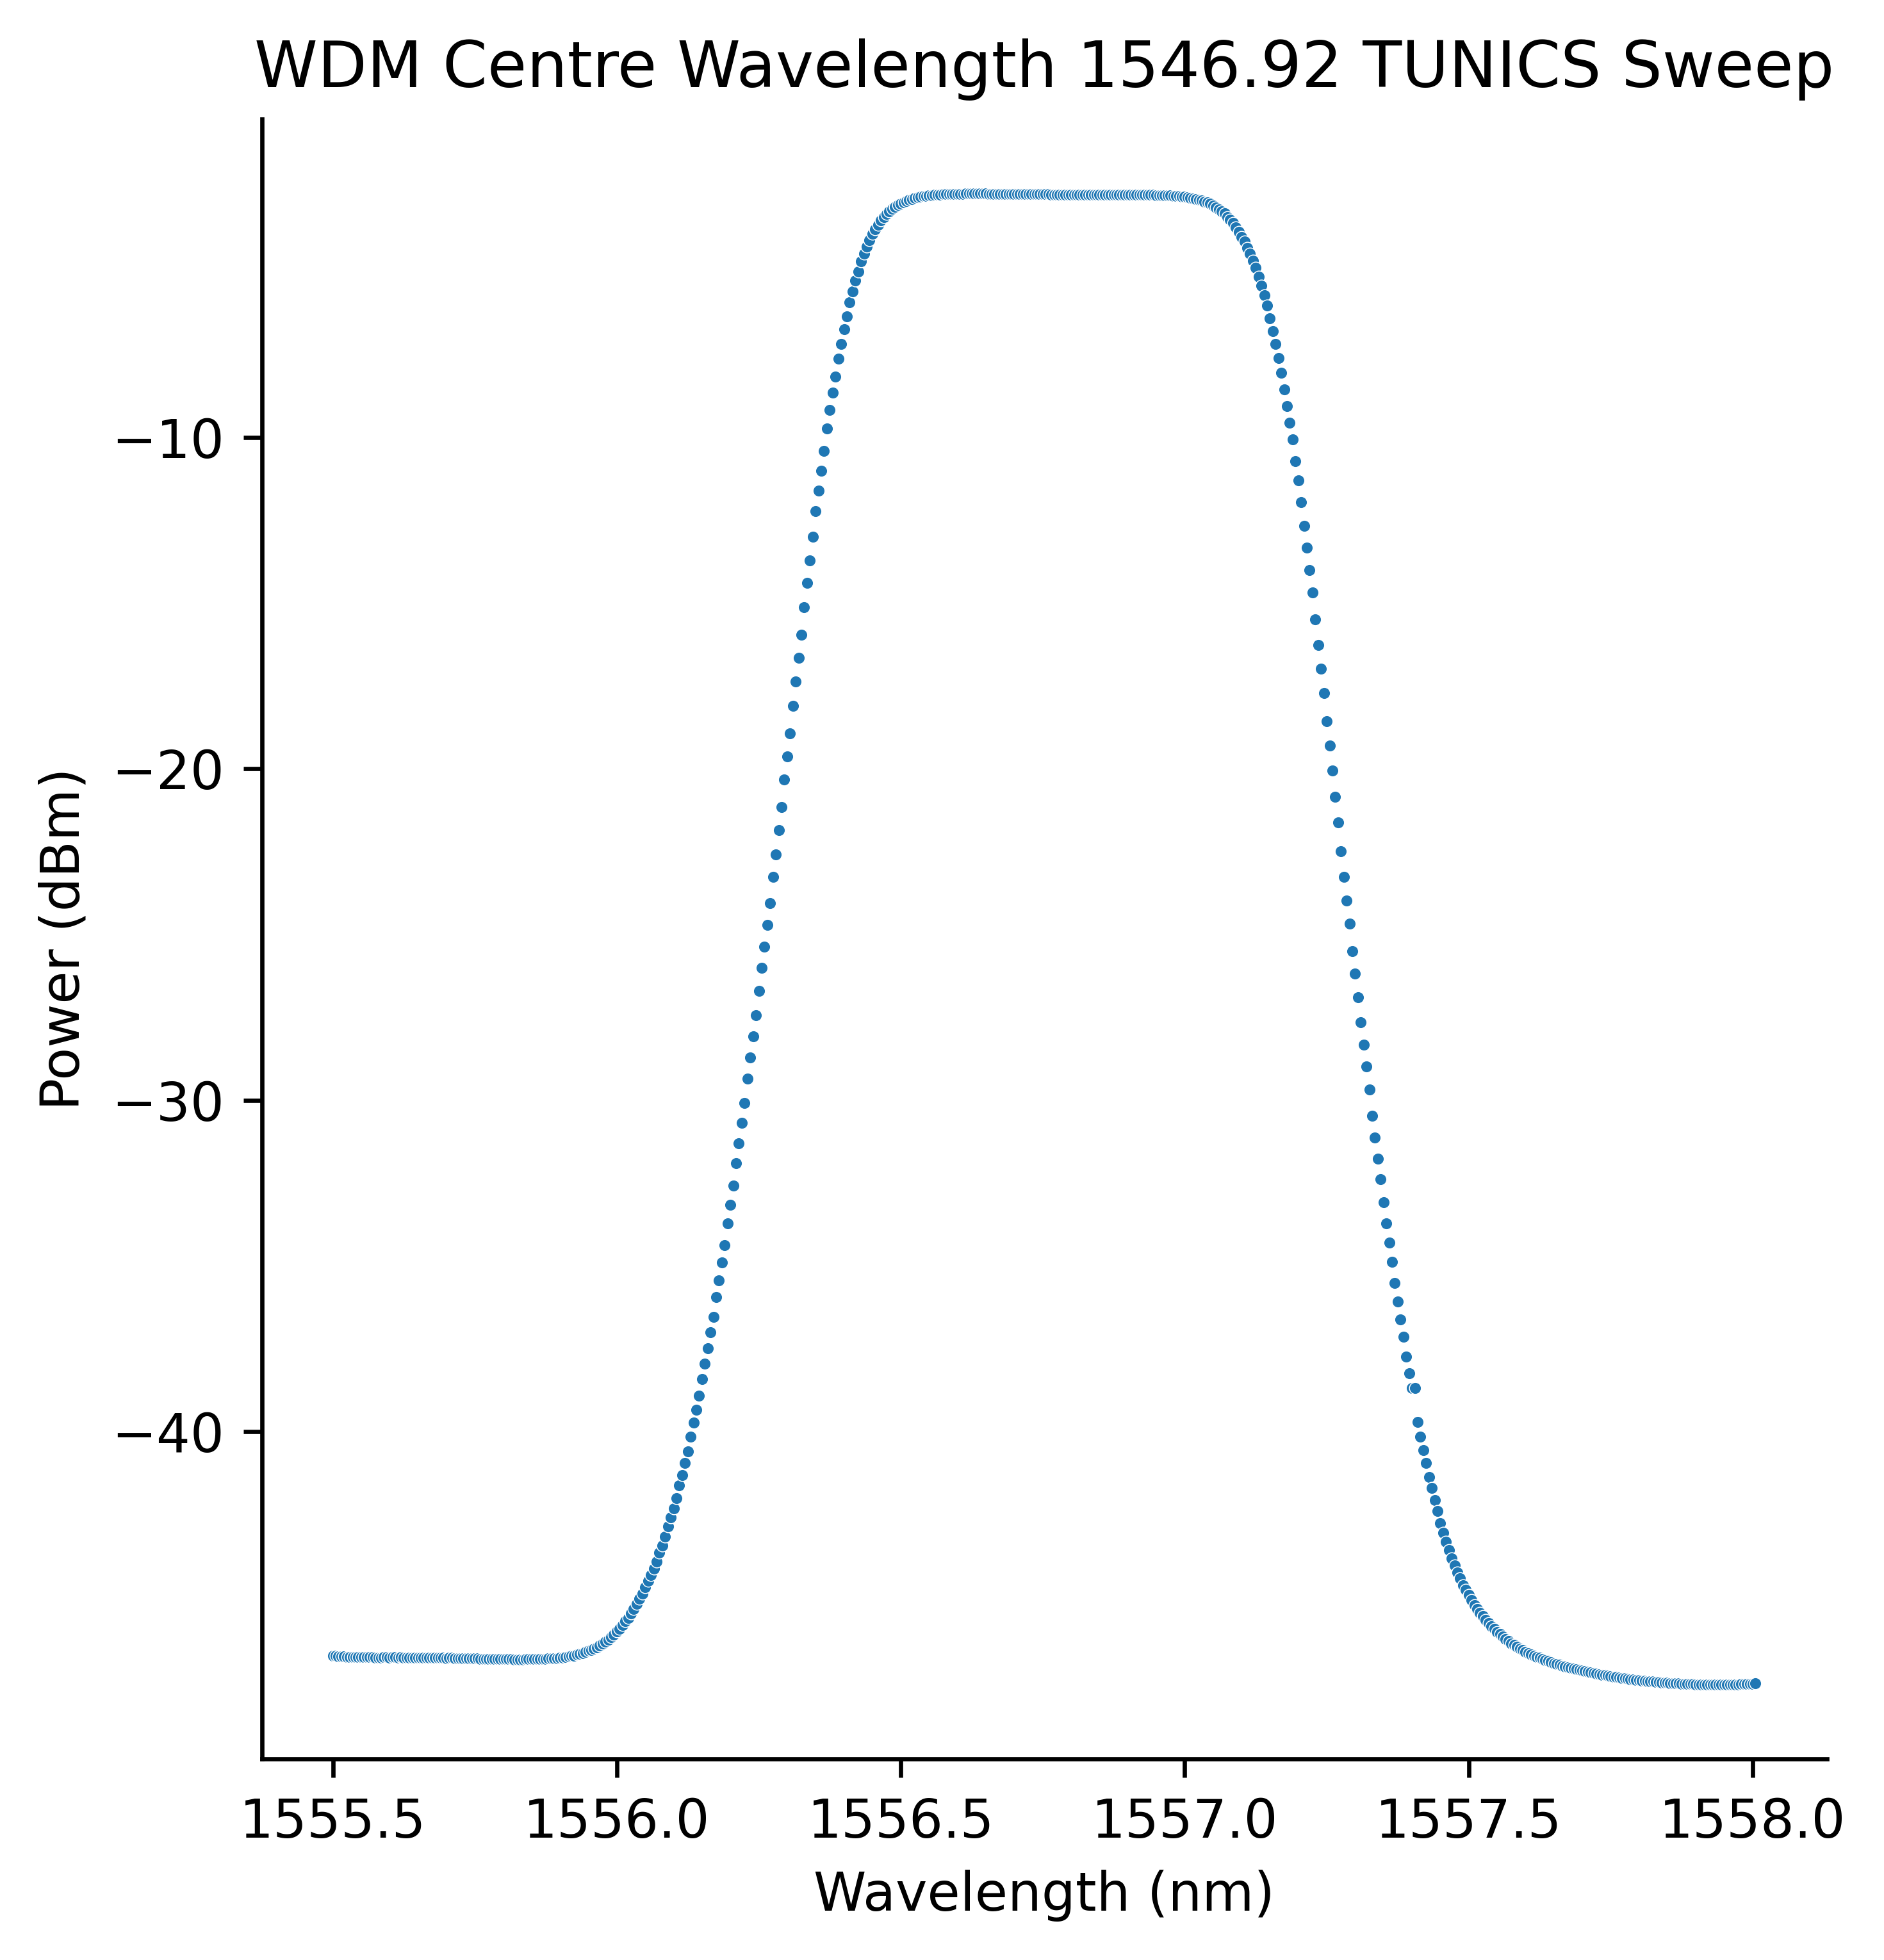 WDM Centre Wavelength 1546.92 TUNICS Sweep
−10
−20
−30
−40
Power (dBm)
1555.5 1556.0 1556.5 1557.0 1557.5 1558.0
Wavelength (nm)